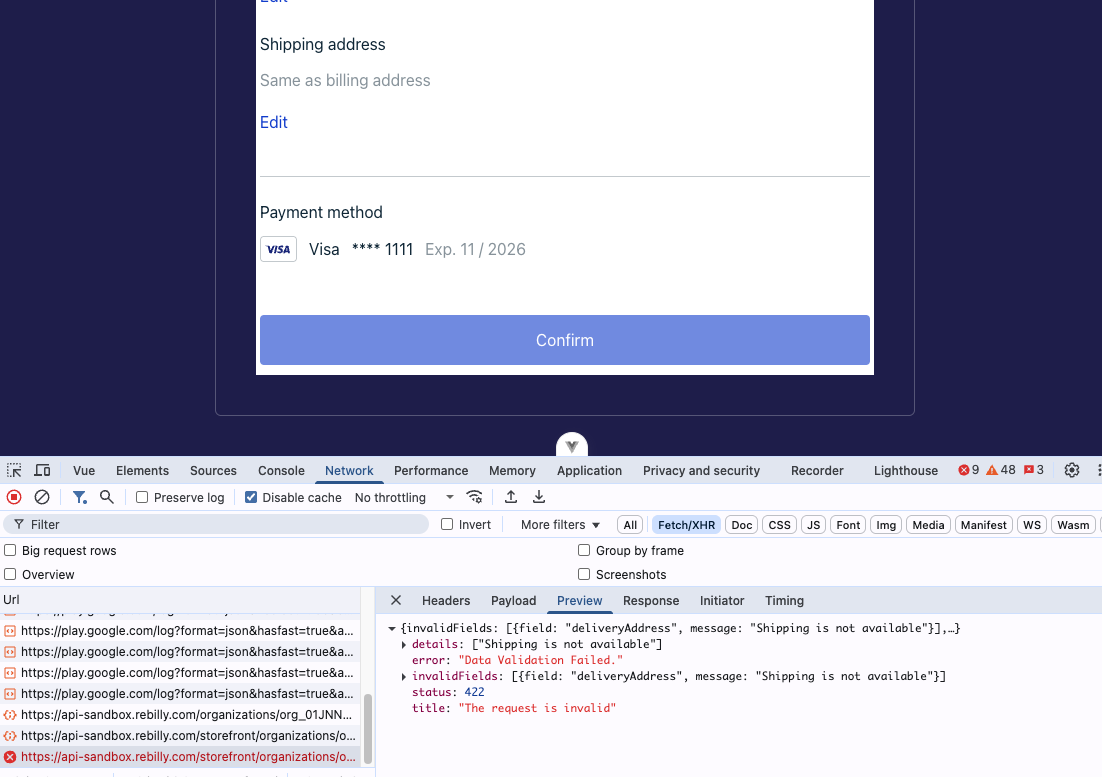 Edit
Shipping address
Same as billing address
Edit
Payment method
VISA Visa **** 1111 Exp. 11 / 2026
Confirm
Vue Elements Sources Console Network Performance Memory Application Privacy and security Recorder Lighthouse 9 48 3
Preserve log Disable cache No throttling
Filter Invert More filters All Fetch/XHR Doc CSS JS Font Img Media Manifest WS Wasm
Big request rows Group by frame
Overview Screenshots
Url Headers Payload Preview Response Initiator Timing
https://play.google.com/log?format=json&hasfast=true&a...
https://play.google.com/log?format=json&hasfast=true&a...
https://play.google.com/log?format=json&hasfast=true&a...
https://play.google.com/log?format=json&hasfast=true&a...
https://api-sandbox.rebilly.com/organizations/org_01JNN...
https://api-sandbox.rebilly.com/storefront/organizations/o...
https://api-sandbox.rebilly.com/storefront/organizations/o...
{invalidFields: [{field: "deliveryAddress", message: "Shipping is not available"}],…}
details: ["Shipping is not available"]
error: "Data Validation Failed."
invalidFields: [{field: "deliveryAddress", message: "Shipping is not available"}]
status: 422
title: "The request is invalid"